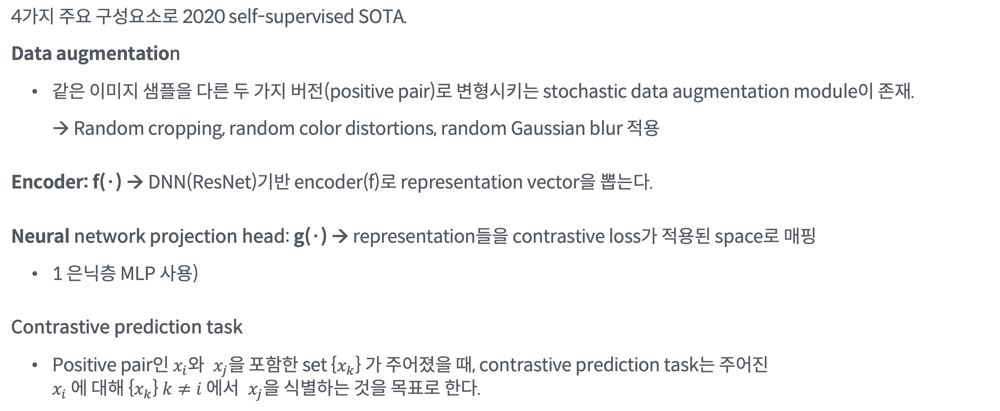 4가지 주요 구성요소로 2020 self-supervised SOTA.
Data augmentation
• 같은 이미지 샘플을 다른 두 가지 버전(positive pair)로 변형시키는 stochastic data augmentation module이 존재.
→ Random cropping, random color distortions, random Gaussian blur 적용
Encoder: f(·) → DNN(ResNet)기반 encoder(f)로 representation vector을 뽑는다.
Neural network projection head: g(·) → representation들을 contrastive loss가 적용된 space로 매핑
• 1 은닉층 MLP 사용)
Contrastive prediction task
• Positive pair인 x_i와 x_j을 포함한 set {x_k} 가 주어졌을 때, contrastive prediction task는 주어진
x_i 에 대해 {x_k} k ≠ i 에서 x_j을 식별하는 것을 목표로 한다.